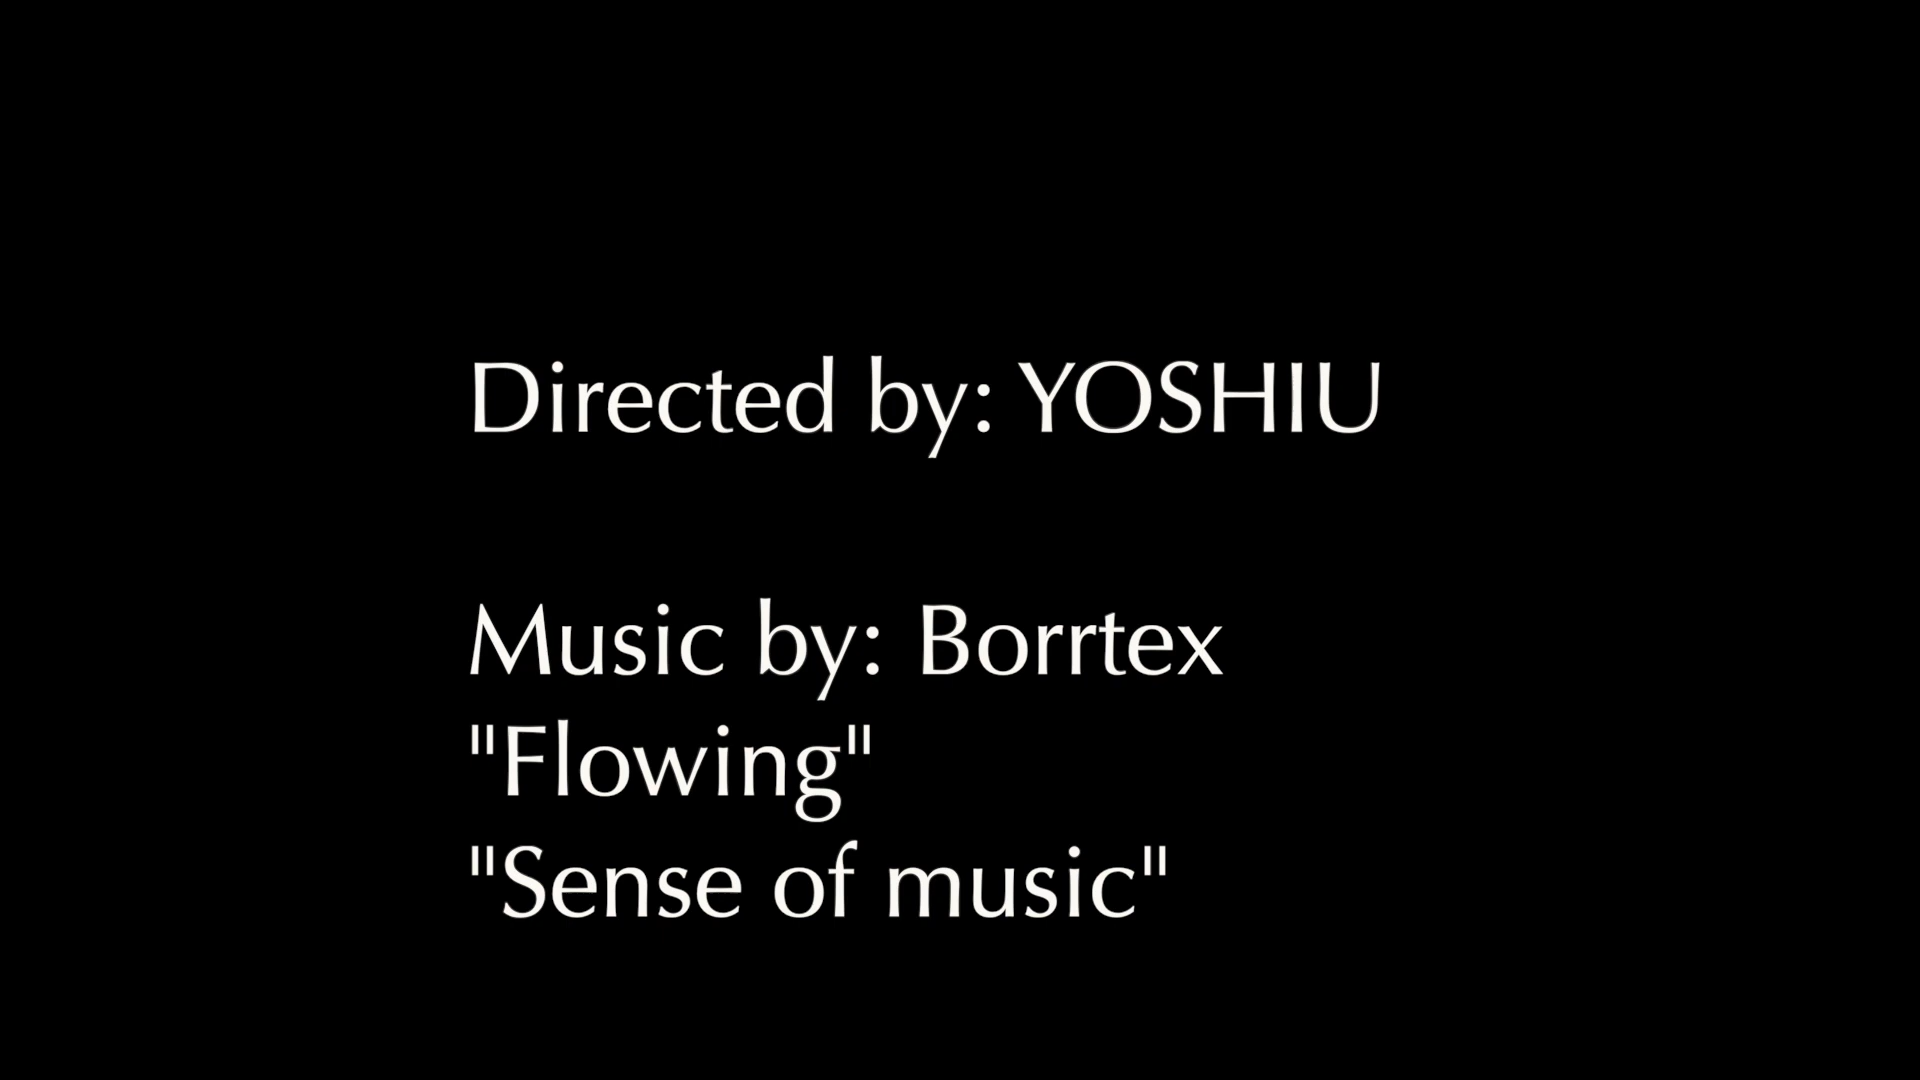 Directed by: YOSHIU
Music by: Borrtex
"Flowing"
"Sense of music"